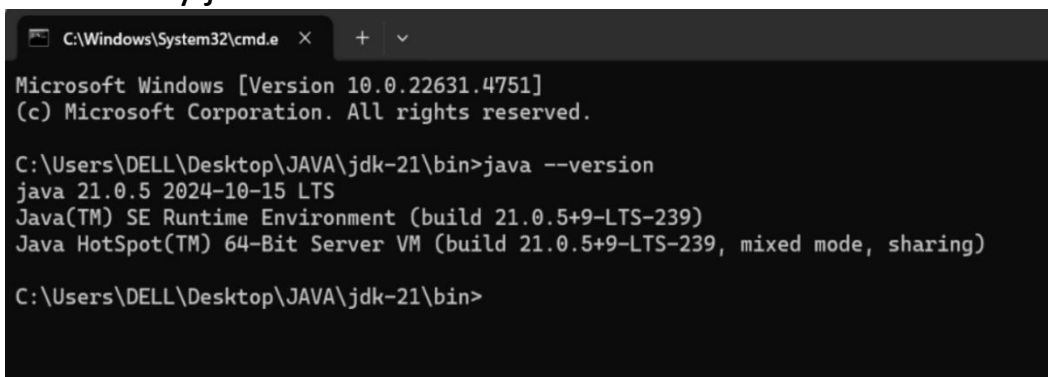 C:\Windows\System32\cmd.e
Microsoft Windows [Version 10.0.22631.4751]
(c) Microsoft Corporation. All rights reserved.
C:\Users\DELL\Desktop\JAVA\jdk-21\bin>java --version
java 21.0.5 2024-10-15 LTS
Java(TM) SE Runtime Environment (build 21.0.5+9-LTS-239)
Java HotSpot(TM) 64-Bit Server VM (build 21.0.5+9-LTS-239, mixed mode, sharing)
C:\Users\DELL\Desktop\JAVA\jdk-21\bin>